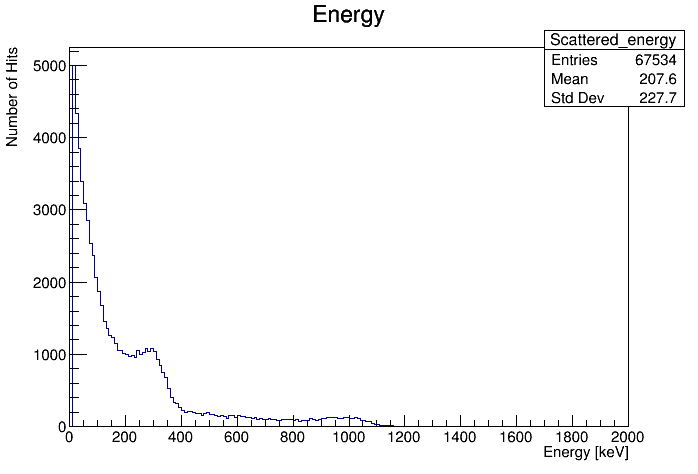 Energy
Scattered_energy
Entries 67534
Mean 207.6
Std Dev 227.7
Number of Hits
5000
4000
3000
2000
1000
0
0 200 400 600 800 1000 1200 1400 1600 1800 2000
Energy [keV]